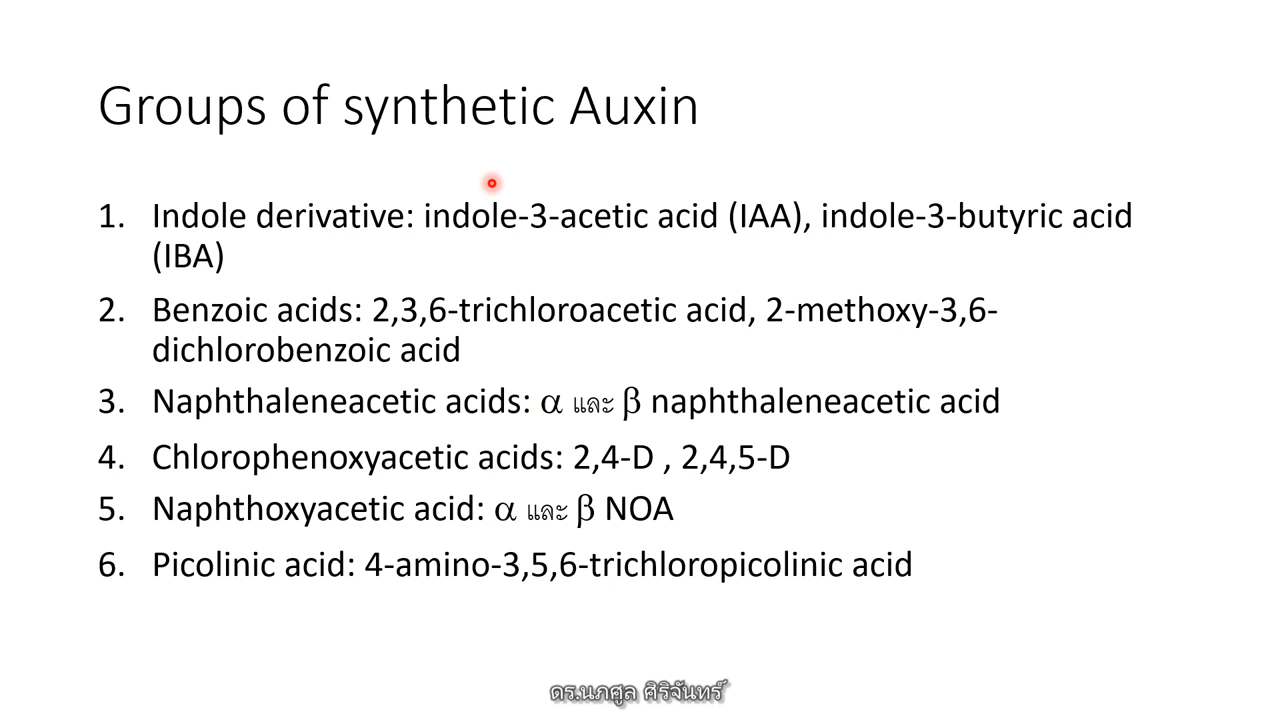 Groups of synthetic Auxin
1. Indole derivative: indole-3-acetic acid (IAA), indole-3-butyric acid
(IBA)
2. Benzoic acids: 2,3,6-trichloroacetic acid, 2-methoxy-3,6-
dichlorobenzoic acid
3. Naphthaleneacetic acids: α และ β naphthaleneacetic acid
4. Chlorophenoxyacetic acids: 2,4-D , 2,4,5-D
5. Naphthoxyacetic acid: α และ β NOA
6. Picolinic acid: 4-amino-3,5,6-trichloropicolinic acid
ดร.นภศูล ศิริจันทร์